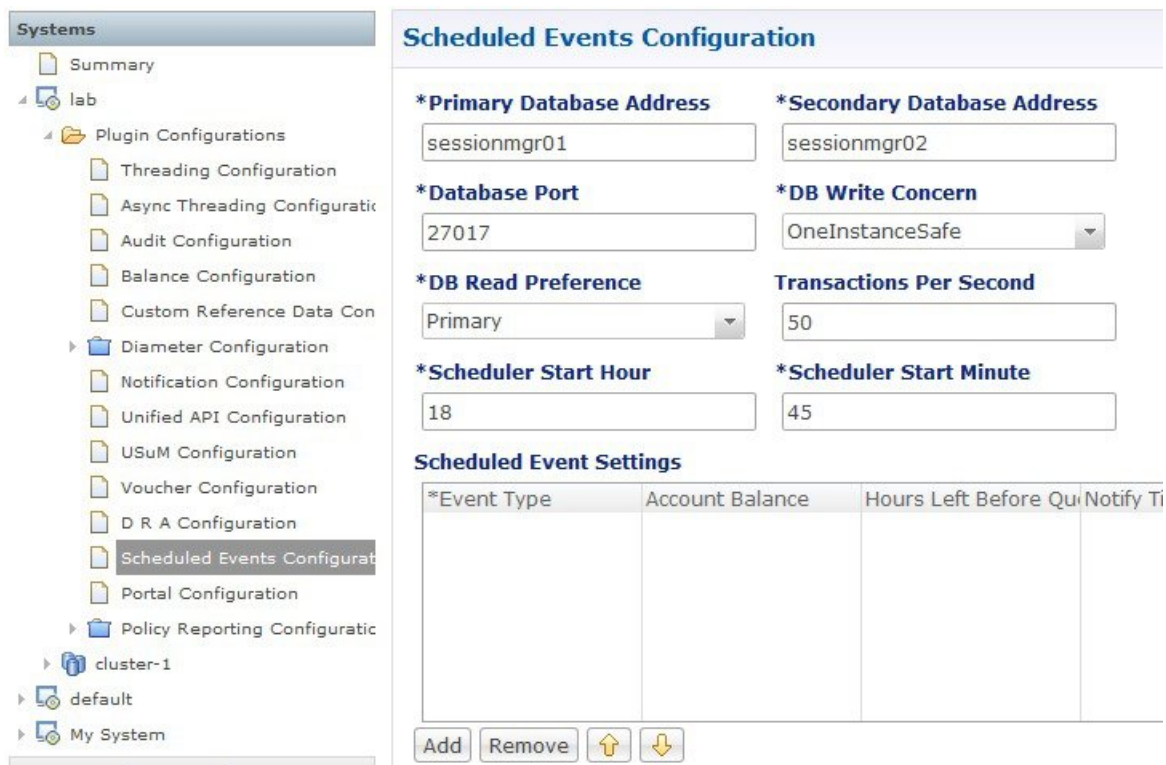 Systems
Summary
lab
Plugin Configurations
Threading Configuration
Async Threading Configuratic
Audit Configuration
Balance Configuration
Custom Reference Data Con
Diameter Configuration
Notification Configuration
Unified API Configuration
USuM Configuration
Voucher Configuration
D R A Configuration
Scheduled Events Configurat
Portal Configuration
Policy Reporting Configuratic
cluster-1
default
My System
Scheduled Events Configuration
*Primary Database Address *Secondary Database Address
sessionmgr01 sessionmgr02
*Database Port *DB Write Concern
27017 OneInstanceSafe
*DB Read Preference Transactions Per Second
Primary 50
*Scheduler Start Hour *Scheduler Start Minute
18 45
Scheduled Event Settings
*Event Type Account Balance Hours Left Before Qu Notify Ti
Add Remove